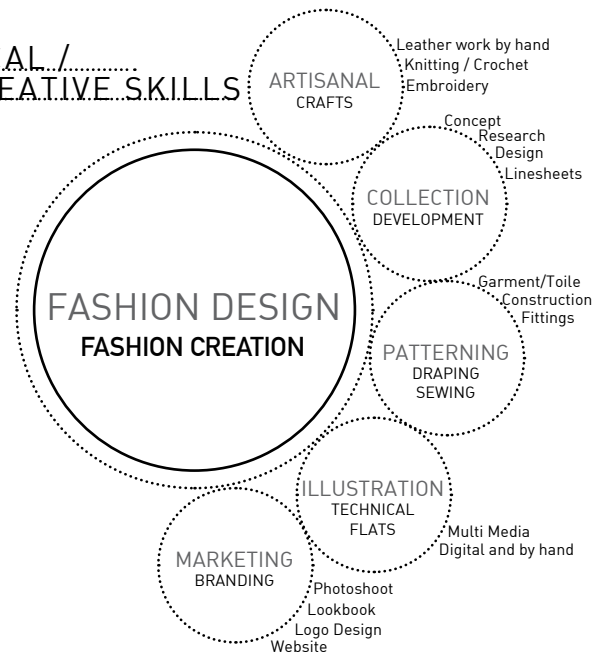 AL /
EATIVE SKILLS
ARTISANAL
CRAFTS
Leather work by hand
Knitting / Crochet
Embroidery
COLLECTION
DEVELOPMENT
Concept
Research
Design
Linesheets
FASHION DESIGN
FASHION CREATION
PATTERNING
DRAPING
SEWING
Garment/Toile
Construction
Fittings
ILLUSTRATION
TECHNICAL
FLATS
Multi Media
Digital and by hand
MARKETING
BRANDING
Photoshoot
Lookbook
Logo Design
Website